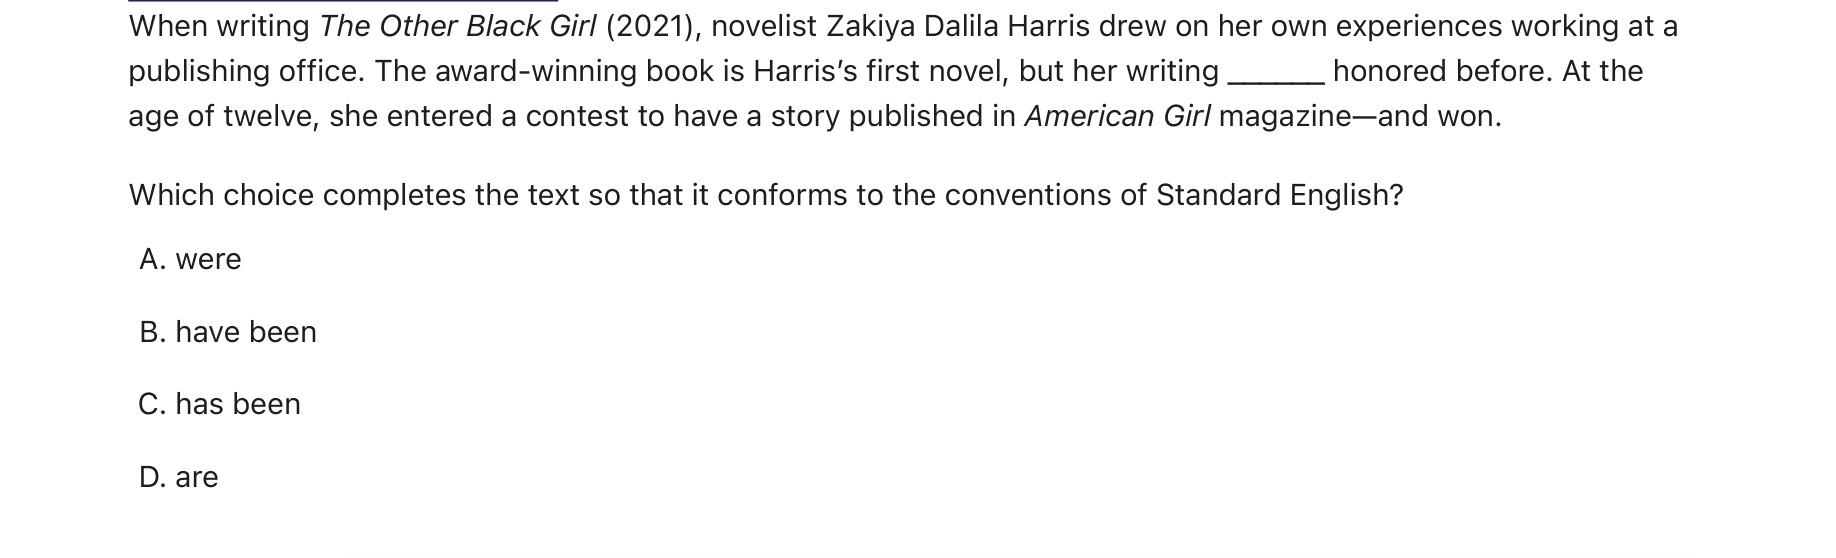 When writing The Other Black Girl (2021), novelist Zakiya Dalila Harris drew on her own experiences working at a
publishing office. The award-winning book is Harris’s first novel, but her writing ______ honored before. At the
age of twelve, she entered a contest to have a story published in American Girl magazine—and won.
Which choice completes the text so that it conforms to the conventions of Standard English?
A. were
B. have been
C. has been
D. are